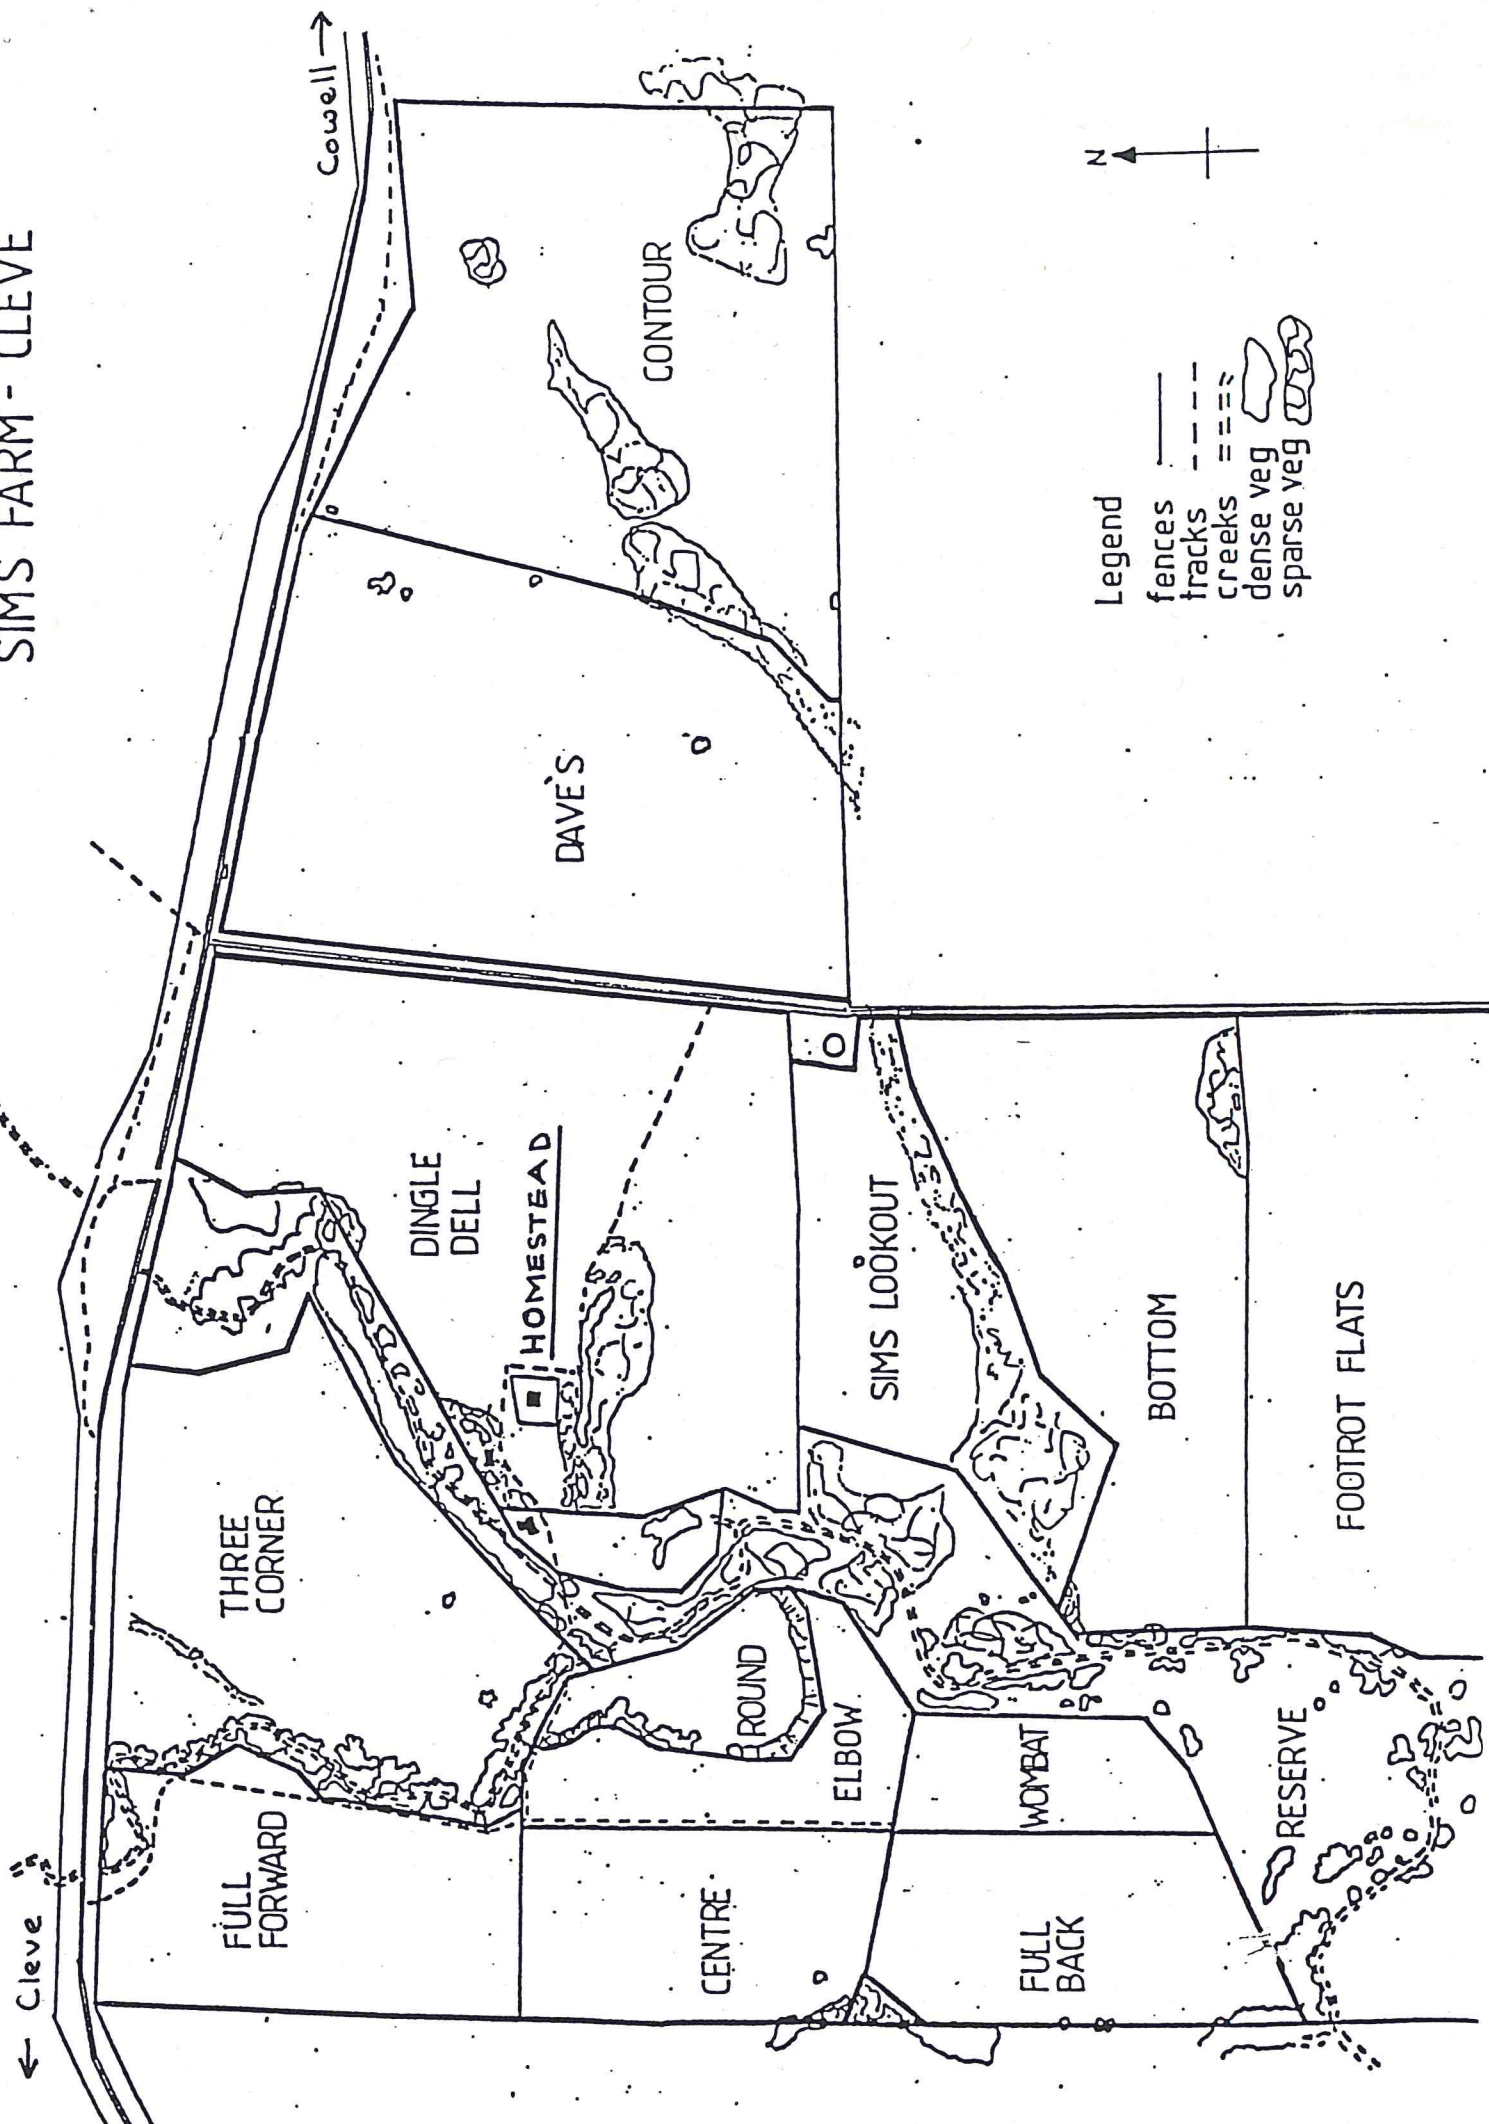 SIMS FARM - CLEVE
← Cleve
Cowell →
FULL
FORWARD
THREE
CORNER
DINGLE
DELL
HOMESTEAD
DAVE'S
CONTOUR
CENTRE
ROUND
ELBOW
SIMS LOOKOUT
FULL
BACK
WOMBAT
BOTTOM
RESERVE
FOOTROT FLATS
N
Legend
fences
tracks
creeks
dense veg
sparse veg